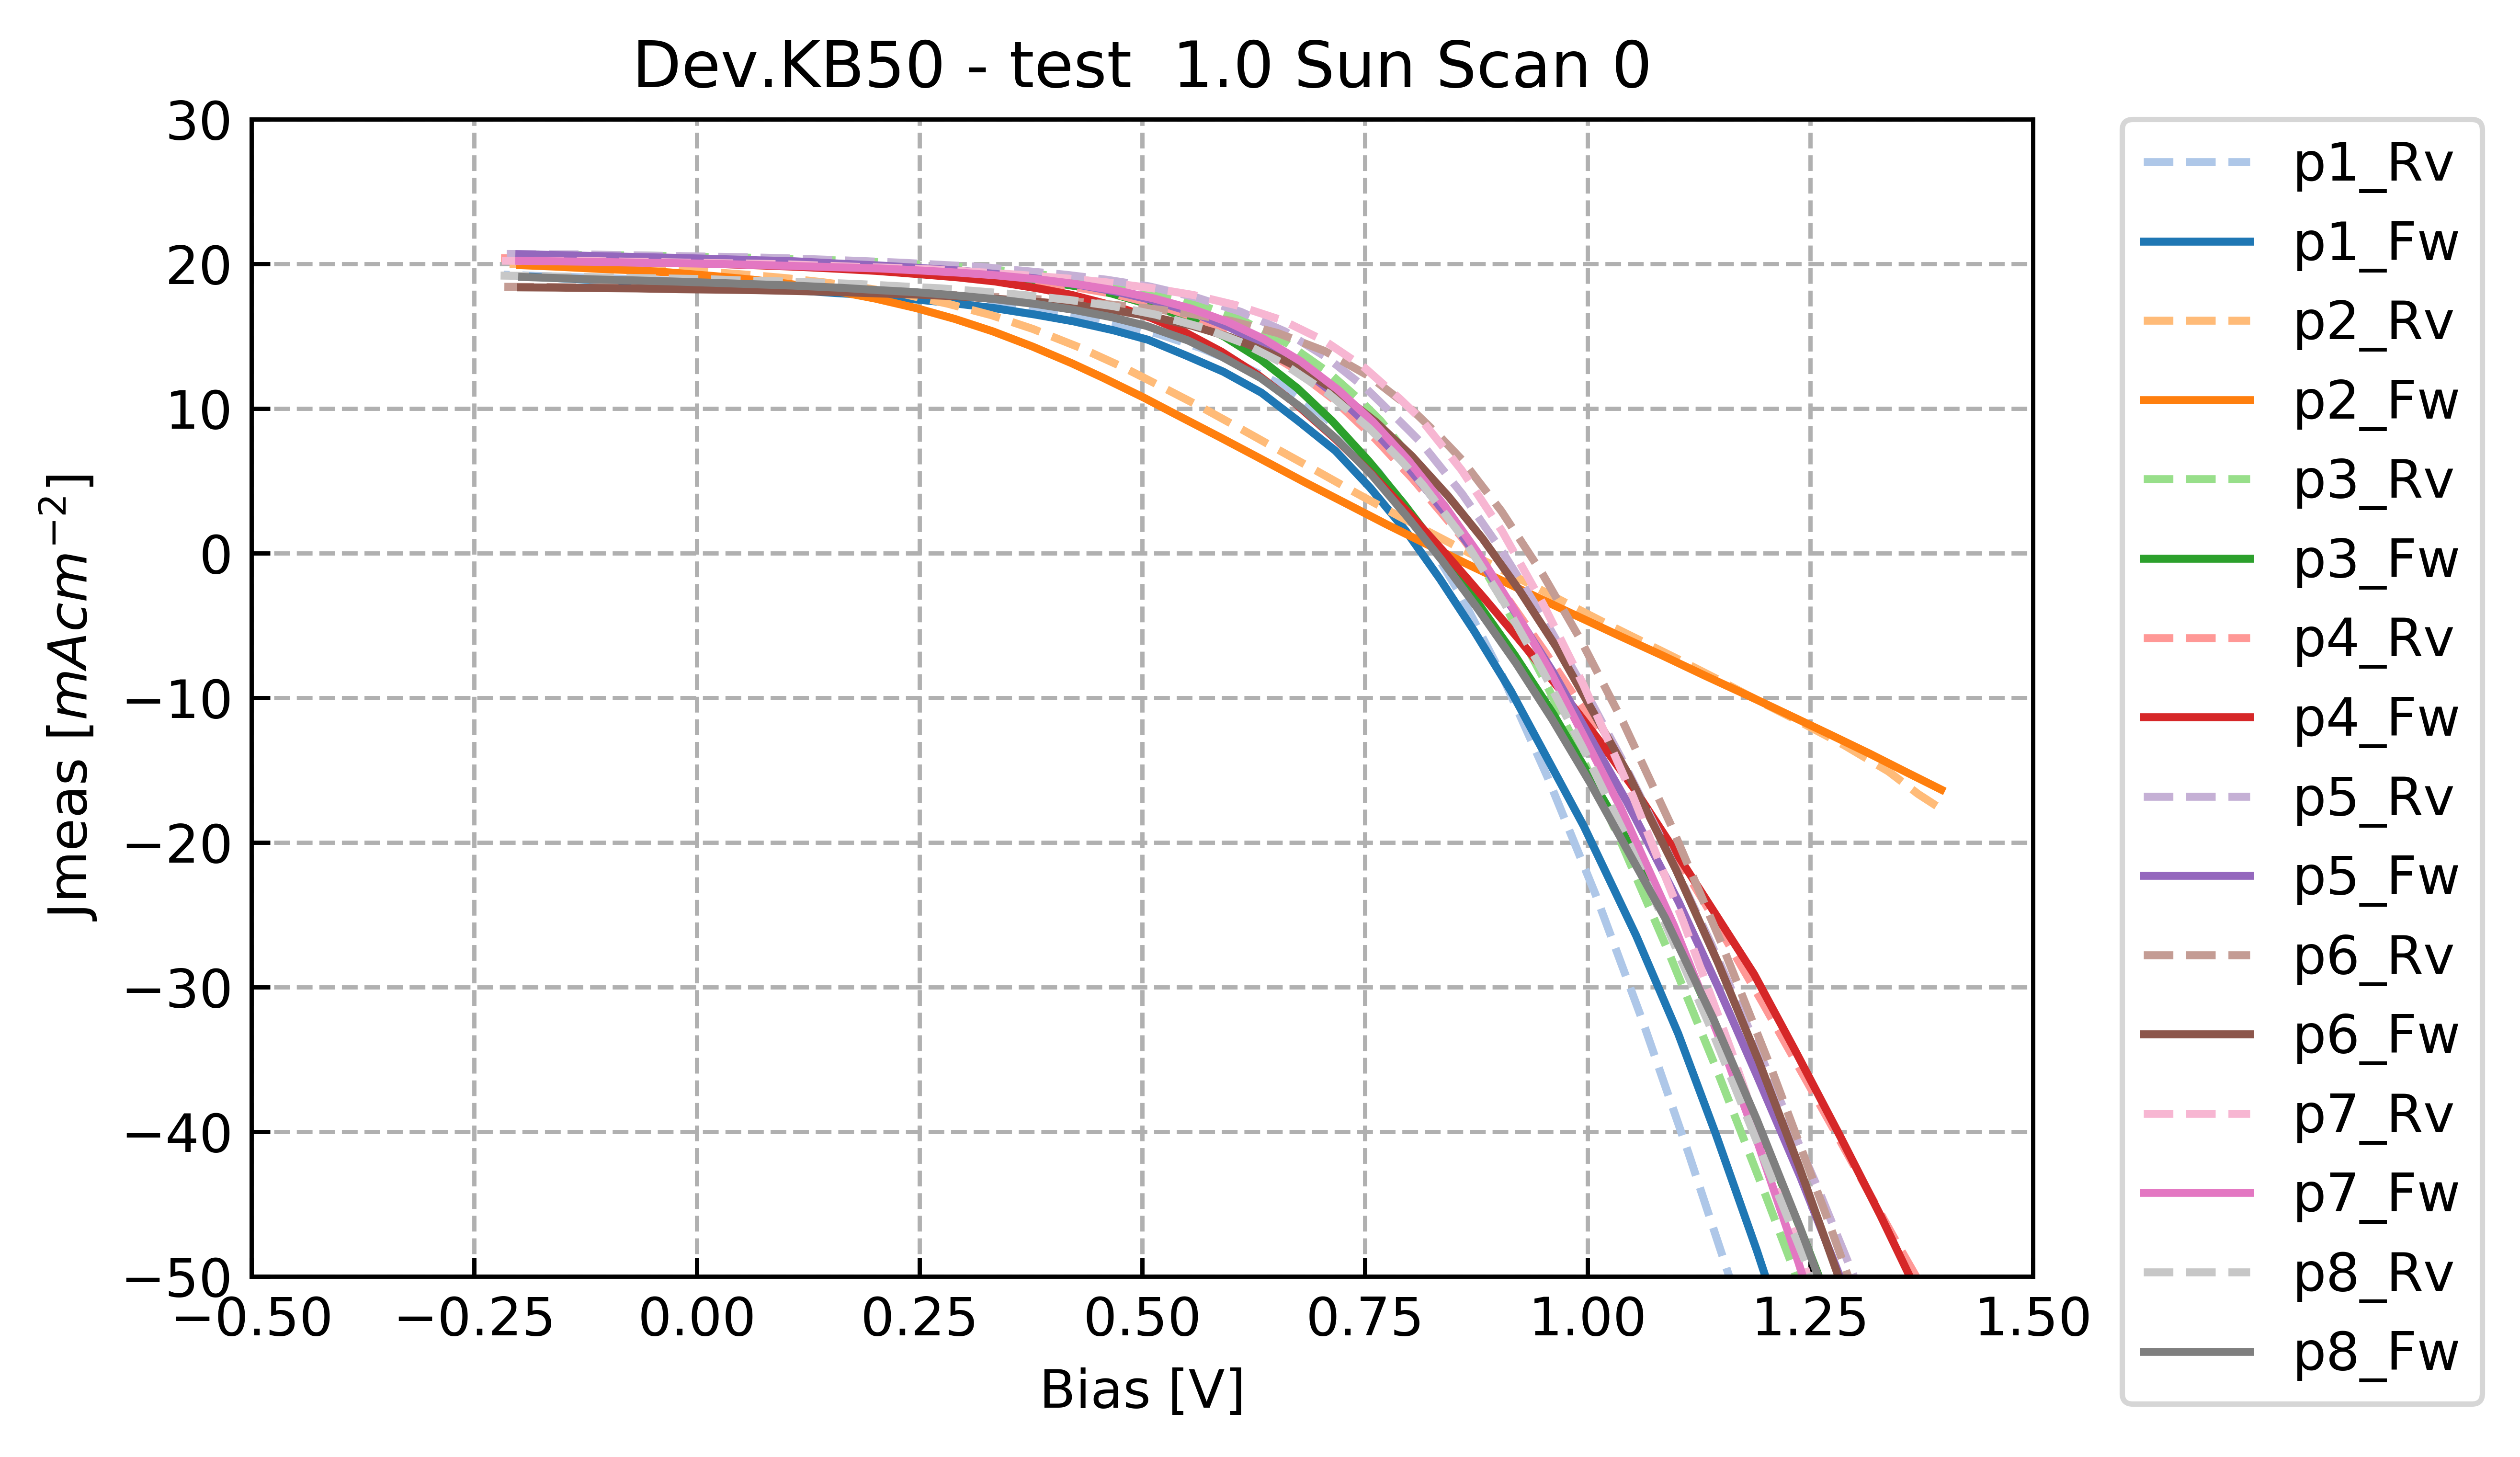 Dev.KB50 - test  1.0 Sun Scan 0
30
20
10
0
−10
−20
−30
−40
−50
Jmeas [mAcm⁻²]
−0.50
−0.25
0.00
0.25
0.50
0.75
1.00
1.25
1.50
Bias [V]
p1_Rv
p1_Fw
p2_Rv
p2_Fw
p3_Rv
p3_Fw
p4_Rv
p4_Fw
p5_Rv
p5_Fw
p6_Rv
p6_Fw
p7_Rv
p7_Fw
p8_Rv
p8_Fw